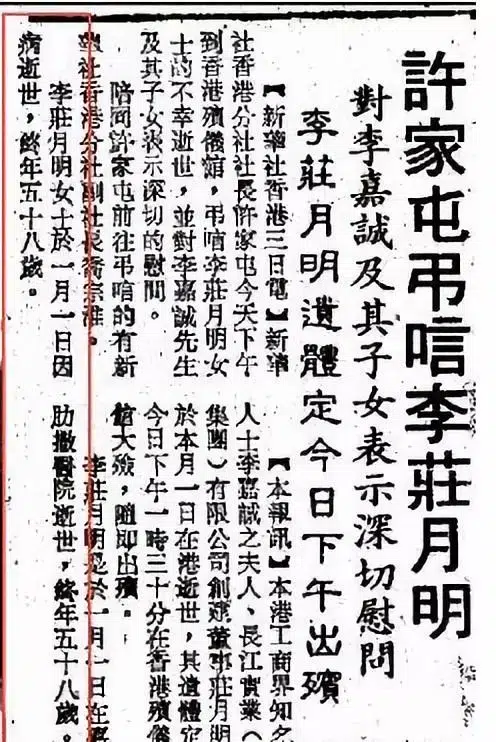 許家屯弔唁李莊月明
對李嘉誠及其子女表示深切慰問
李莊月明遺體定今日下午出殯
【新華社香港三日電】新華
社香港分社社長許家屯今天下午
到香港殯儀館，弔唁李莊月明女
士的不幸逝世，並對李嘉誠先生
及其子女表示深切的慰問。
陪同許家屯前往弔唁的有新
華社香港分社副社長喬宗淮。
李莊月明女士於一月一日因
病逝世，終年五十八歲。
【本報訊】本港工商界知名
人士李嘉誠之夫人、長江實業（
集團）有限公司創建董事莊月明
於本月一日在港逝世，其遺體定
今日下午一時三十分在香港殯儀
館大殮，隨即出殯。
李莊月明是於一月一日在嘉
肋撒醫院逝世，終年五十八歲。